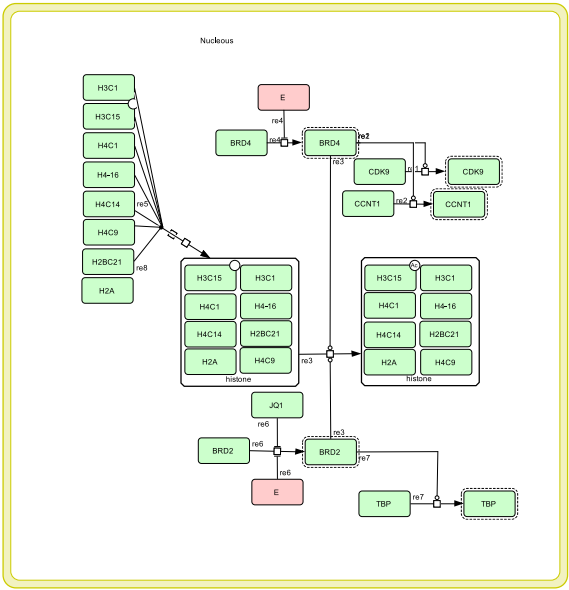 Nucleous
H3C1
H3C15
H4C1
H4-16
H4C14
re5
H4C9
H2BC21
re8
H2A
E
re4
BRD4
re4
BRD4
re2
re3
CDK9
re1
CDK9
CCNT1
re2
CCNT1
H3C15
H3C1
H4C1
H4-16
H4C14
H2BC21
H2A
H4C9
histone
re3
Ac
H3C15
H3C1
H4C1
H4-16
H4C14
H2BC21
H2A
H4C9
histone
JQ1
re6
re3
BRD2
re6
BRD2
re7
re6
E
TBP
re7
TBP